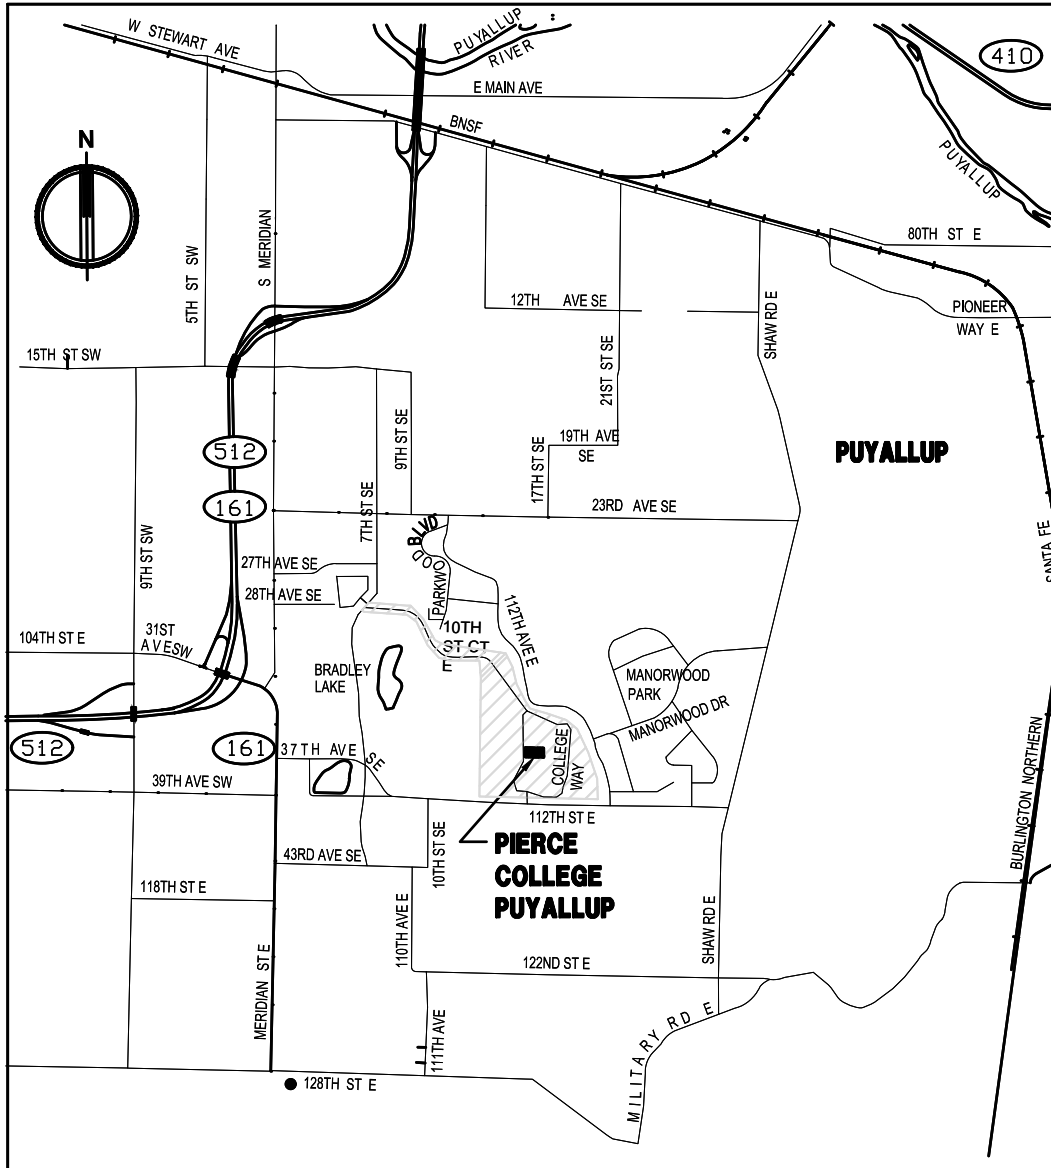 W STEWART AVE
PUYALLUP
RIVER
410
E MAIN AVE
BNSF
N
PUYALLUP
5TH ST SW
S MERIDIAN
80TH ST E
12TH AVE SE
SHAW RD E
PIONEER
WAY E
15TH ST SW
21ST ST SE
9TH ST SE
19TH AVE
SE
17TH ST SE
PUYALLUP
512
161
23RD AVE SE
7TH ST SE
PARKWOOD BLVD
9TH ST SW
27TH AVE SE
28TH AVE SE
SANTA FE
112TH AVE E
10TH
ST CT
E
104TH ST E
31ST
AVE SW
BRADLEY
LAKE
MANORWOOD
PARK
MANORWOOD DR
512
161
37TH AVE SE
COLLEGE
WAY
39TH AVE SW
BURLINGTON NORTHERN
112TH ST E
10TH ST SE
PIERCE
COLLEGE
PUYALLUP
43RD AVE SE
118TH ST E
110TH AVE E
SHAW RD E
122ND ST E
MERIDIAN ST E
111TH AVE
MILITARY RD E
128TH ST E